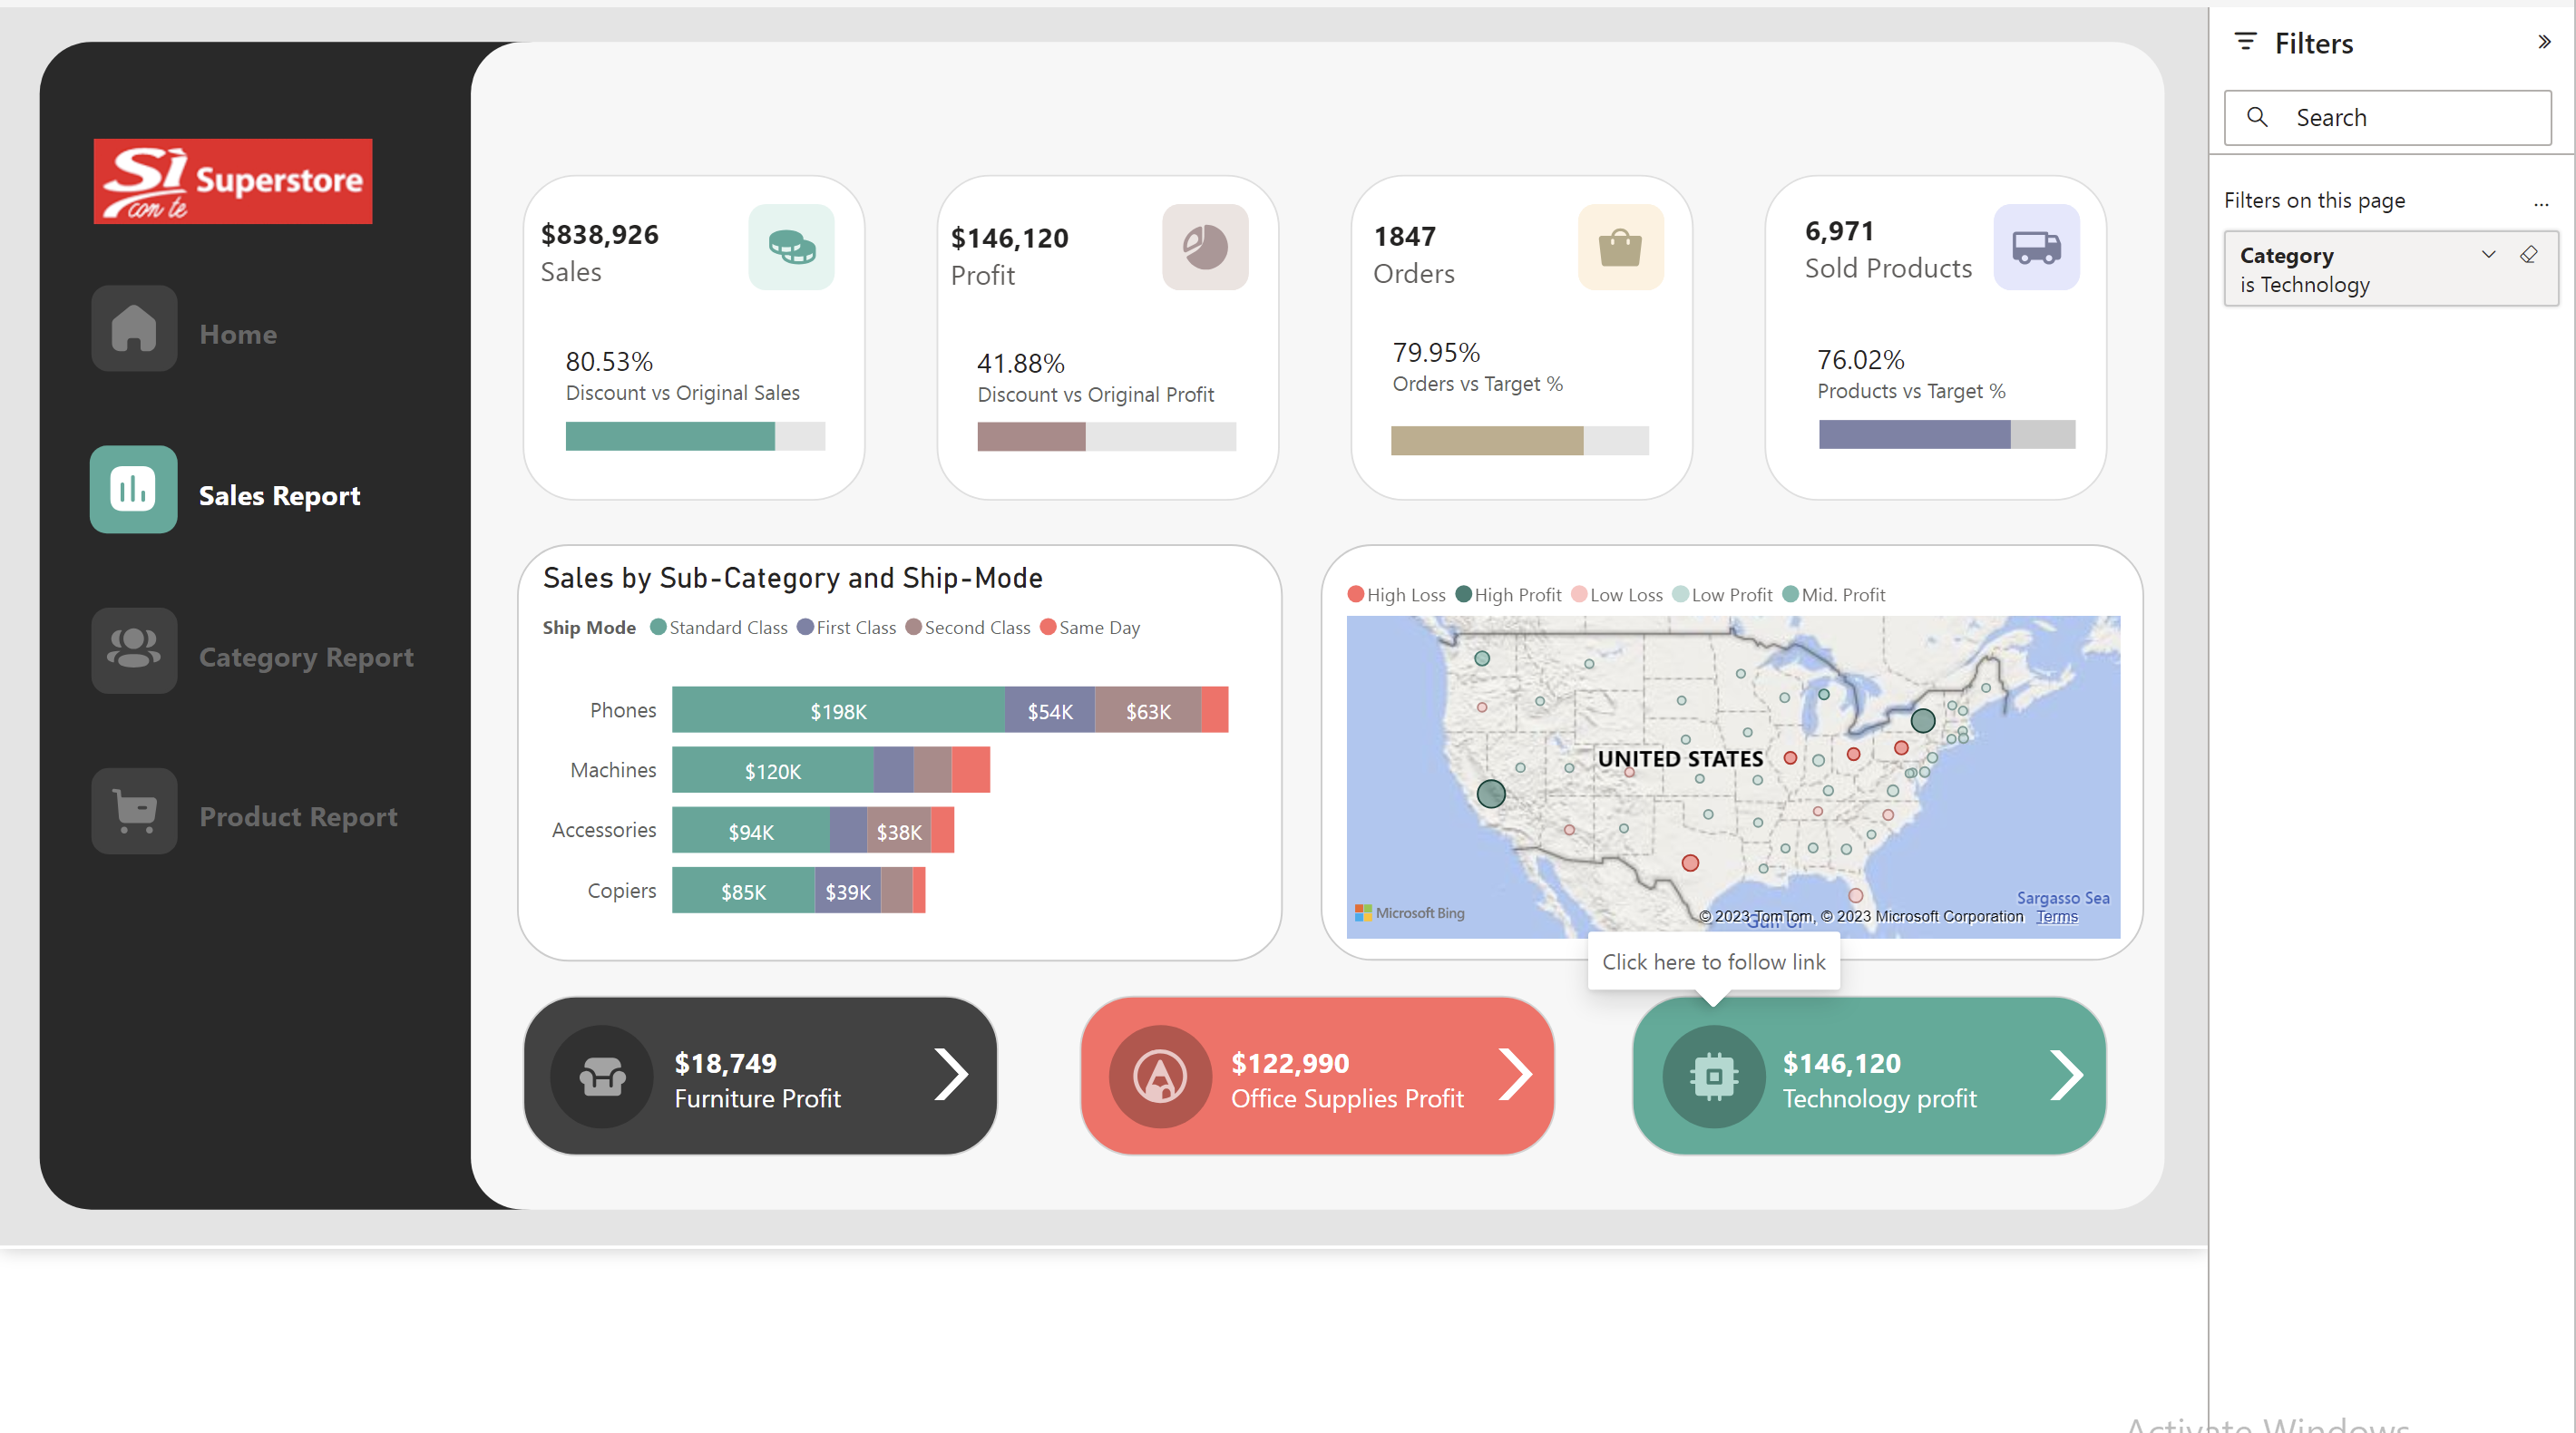 Filters
Search
Filters on this page
...
Category
is Technology
Sì
con te
Superstore
Home
Sales Report
Category Report
Product Report
$838,926
Sales
80.53%
Discount vs Original Sales
$146,120
Profit
41.88%
Discount vs Original Profit
1847
Orders
79.95%
Orders vs Target %
6,971
Sold Products
76.02%
Products vs Target %
Sales by Sub-Category and Ship-Mode
Ship Mode Standard Class First Class Second Class Same Day
Phones $198K $54K $63K
Machines $120K
Accessories $94K $38K
Copiers $85K $39K
High Loss High Profit Low Loss Low Profit Mid. Profit
UNITED STATES
Sargasso Sea
Microsoft Bing
© 2023 TomTom, © 2023 Microsoft Corporation Terms
Click here to follow link
$18,749
Furniture Profit
$122,990
Office Supplies Profit
$146,120
Technology profit
Activate Windows